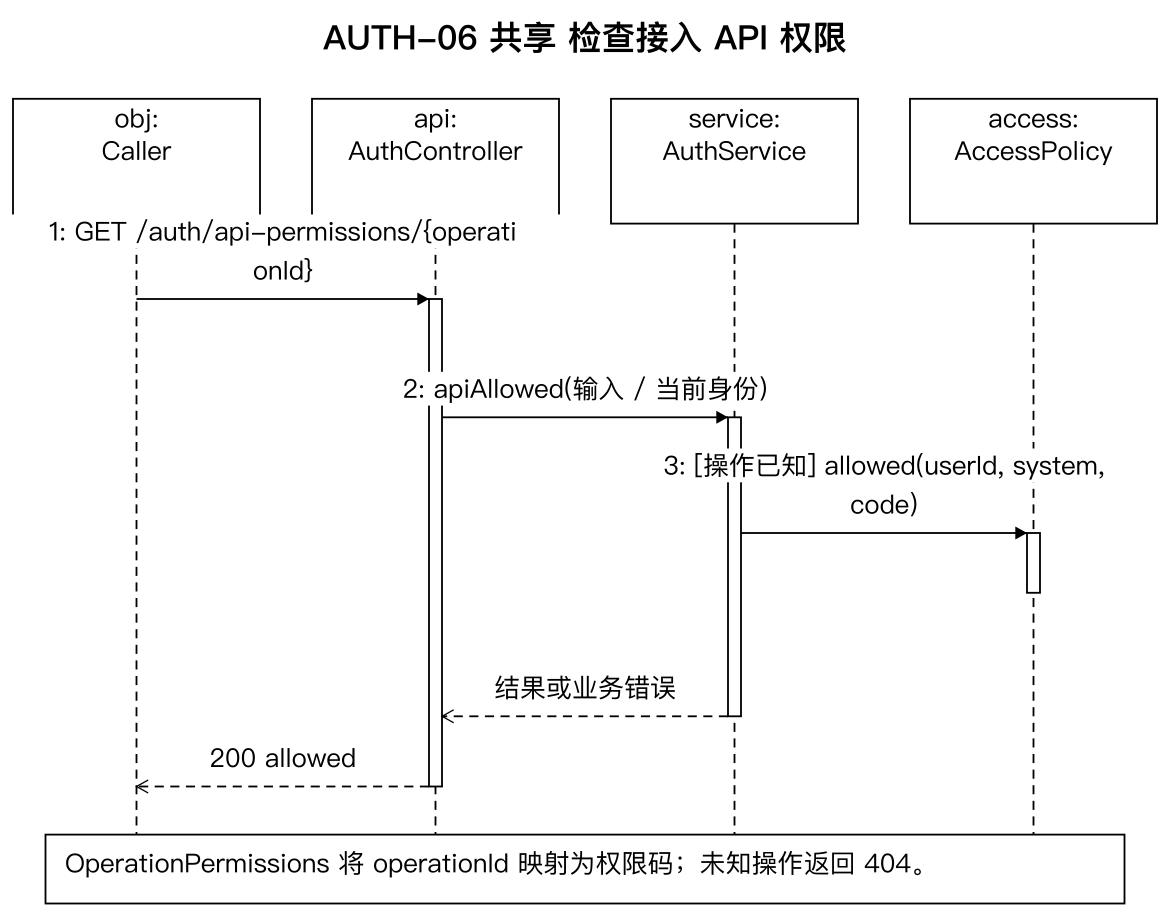 AUTH-06 共享 检查接入 API 权限
obj:
Caller
api:
AuthController
service:
AuthService
access:
AccessPolicy
1: GET /auth/api-permissions/{operati
onId}
2: apiAllowed(输入 / 当前身份)
3: [操作已知] allowed(userId, system,
code)
结果或业务错误
200 allowed
OperationPermissions 将 operationId 映射为权限码；未知操作返回 404。